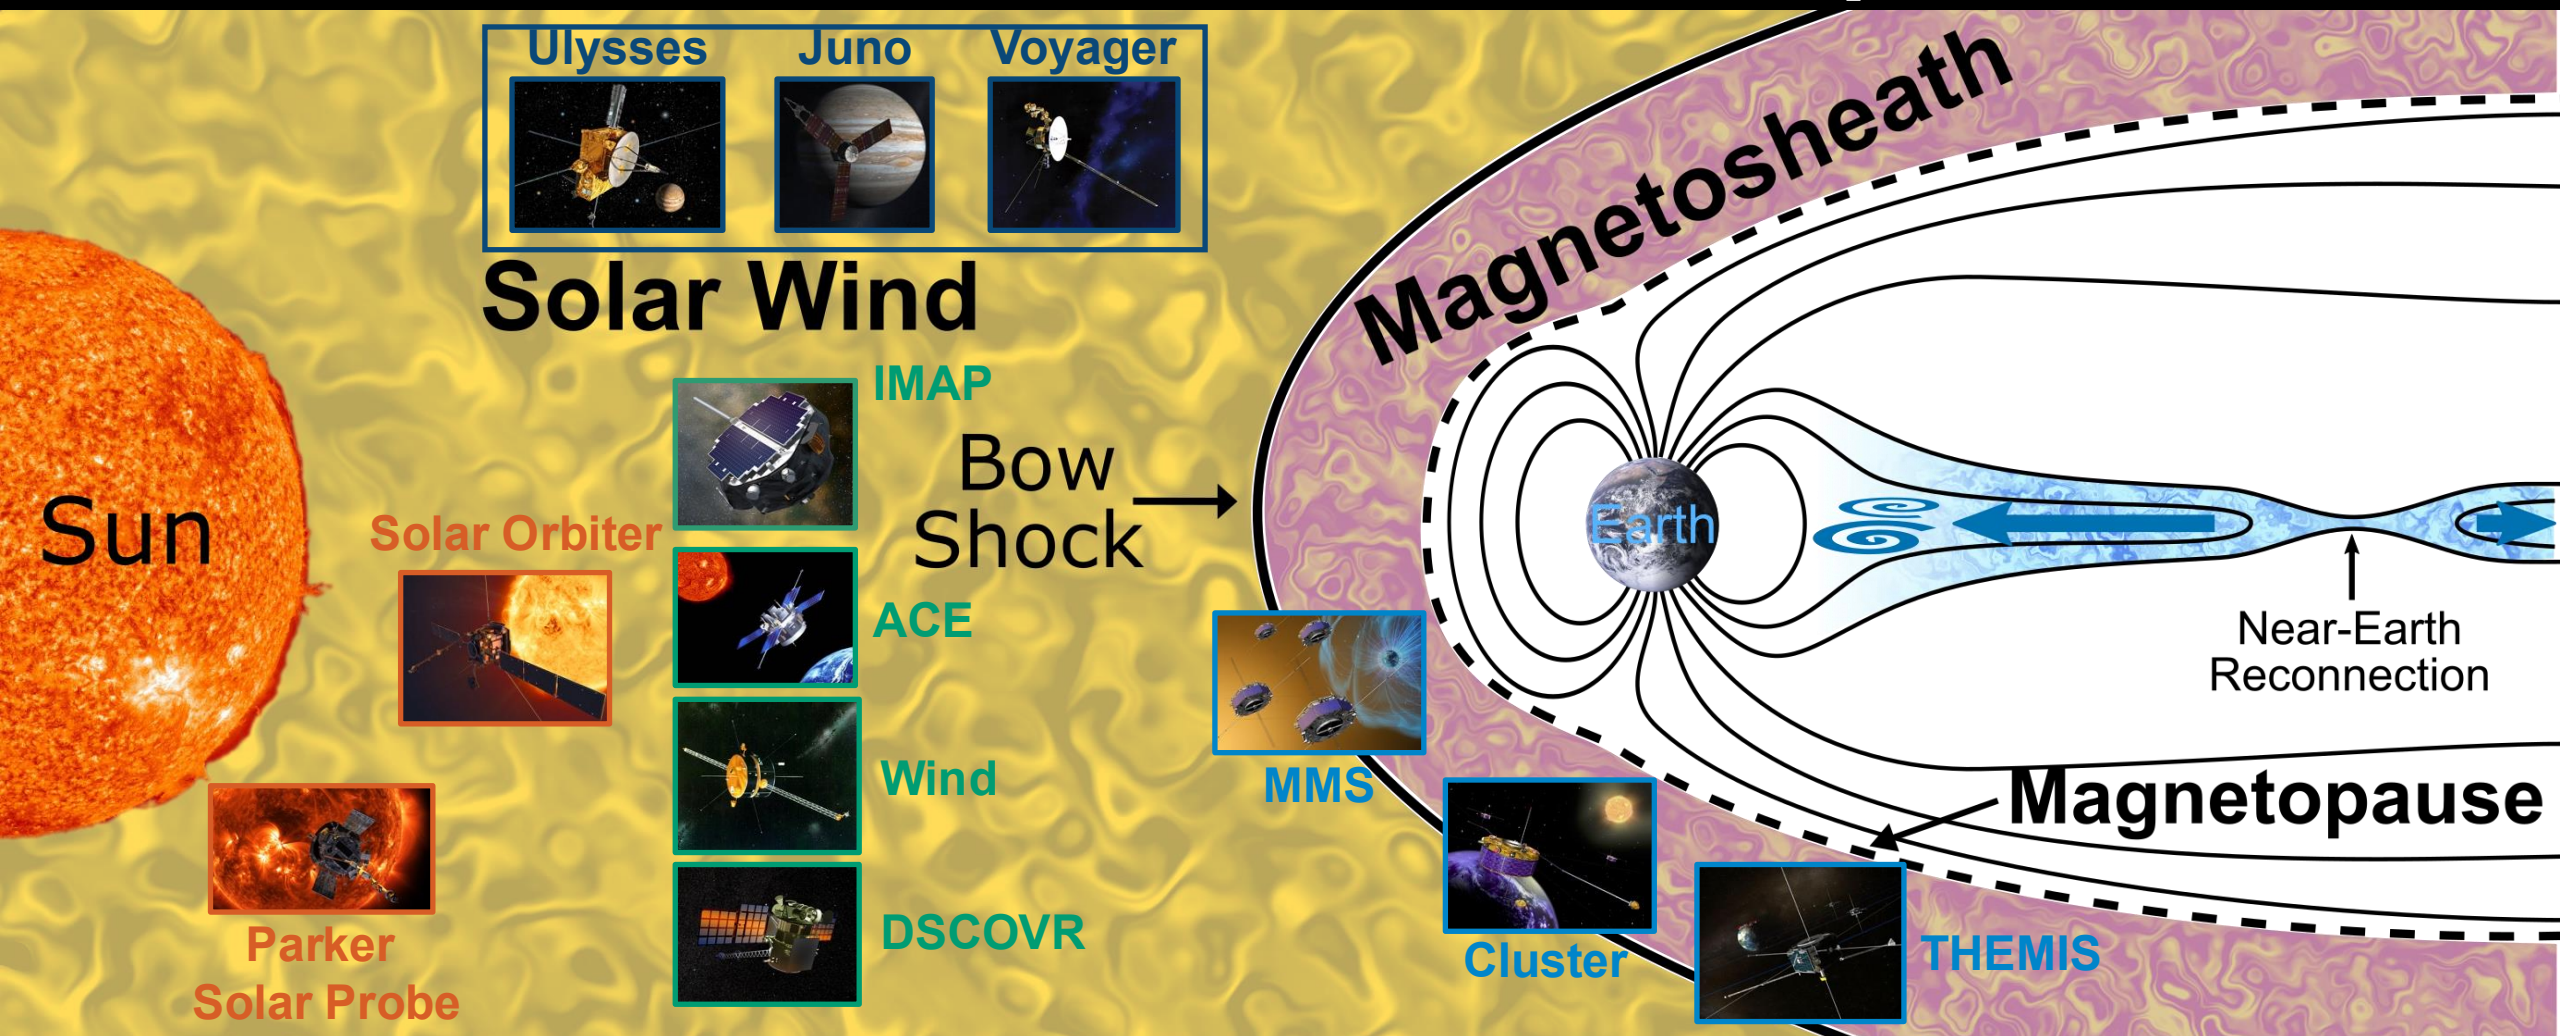 Ulysses
Juno
Voyager
Magnetosheath
Solar Wind
IMAP
Bow
Shock
Sun
Solar Orbiter
Earth
ACE
Near-Earth
Reconnection
Wind
MMS
Magnetopause
Parker
Solar Probe
DSCOVR
Cluster
THEMIS